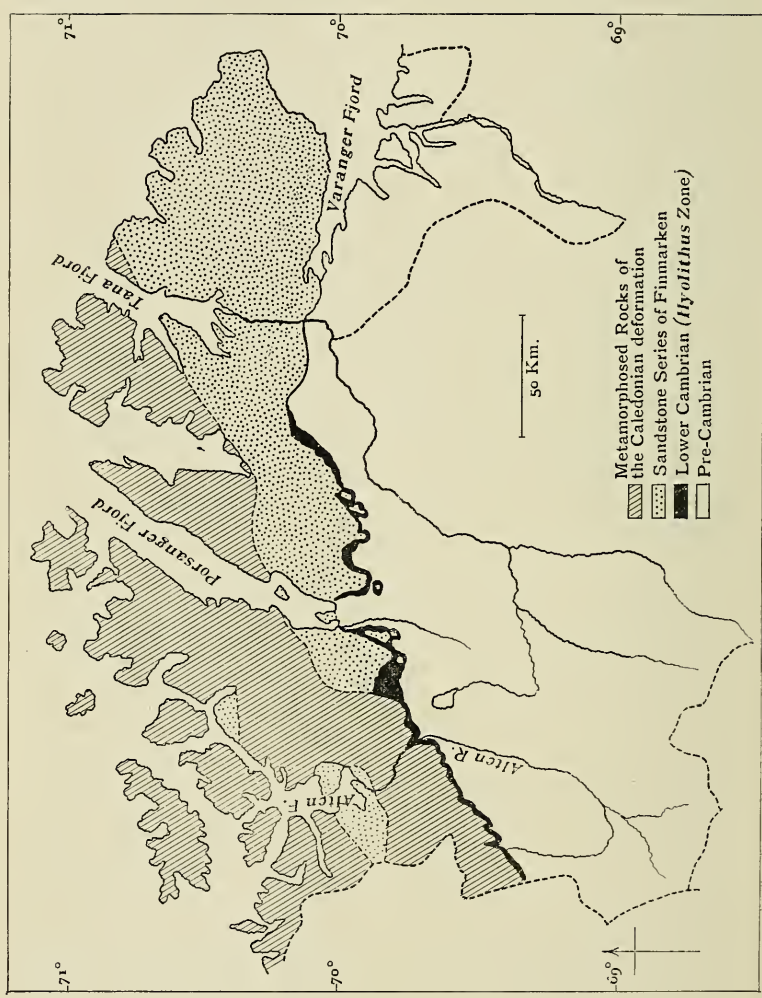 71°
70
69°
Tana Fjord
Varanger Fjord
Porsanger Fjord
Alten F.
Alten R.
50 Km.
Metamorphosed Rocks of
the Caledonian deformation
Sandstone Series of Finmarken
Lower Cambrian (Hyolithus Zone)
Pre-Cambrian
71°
70
69°